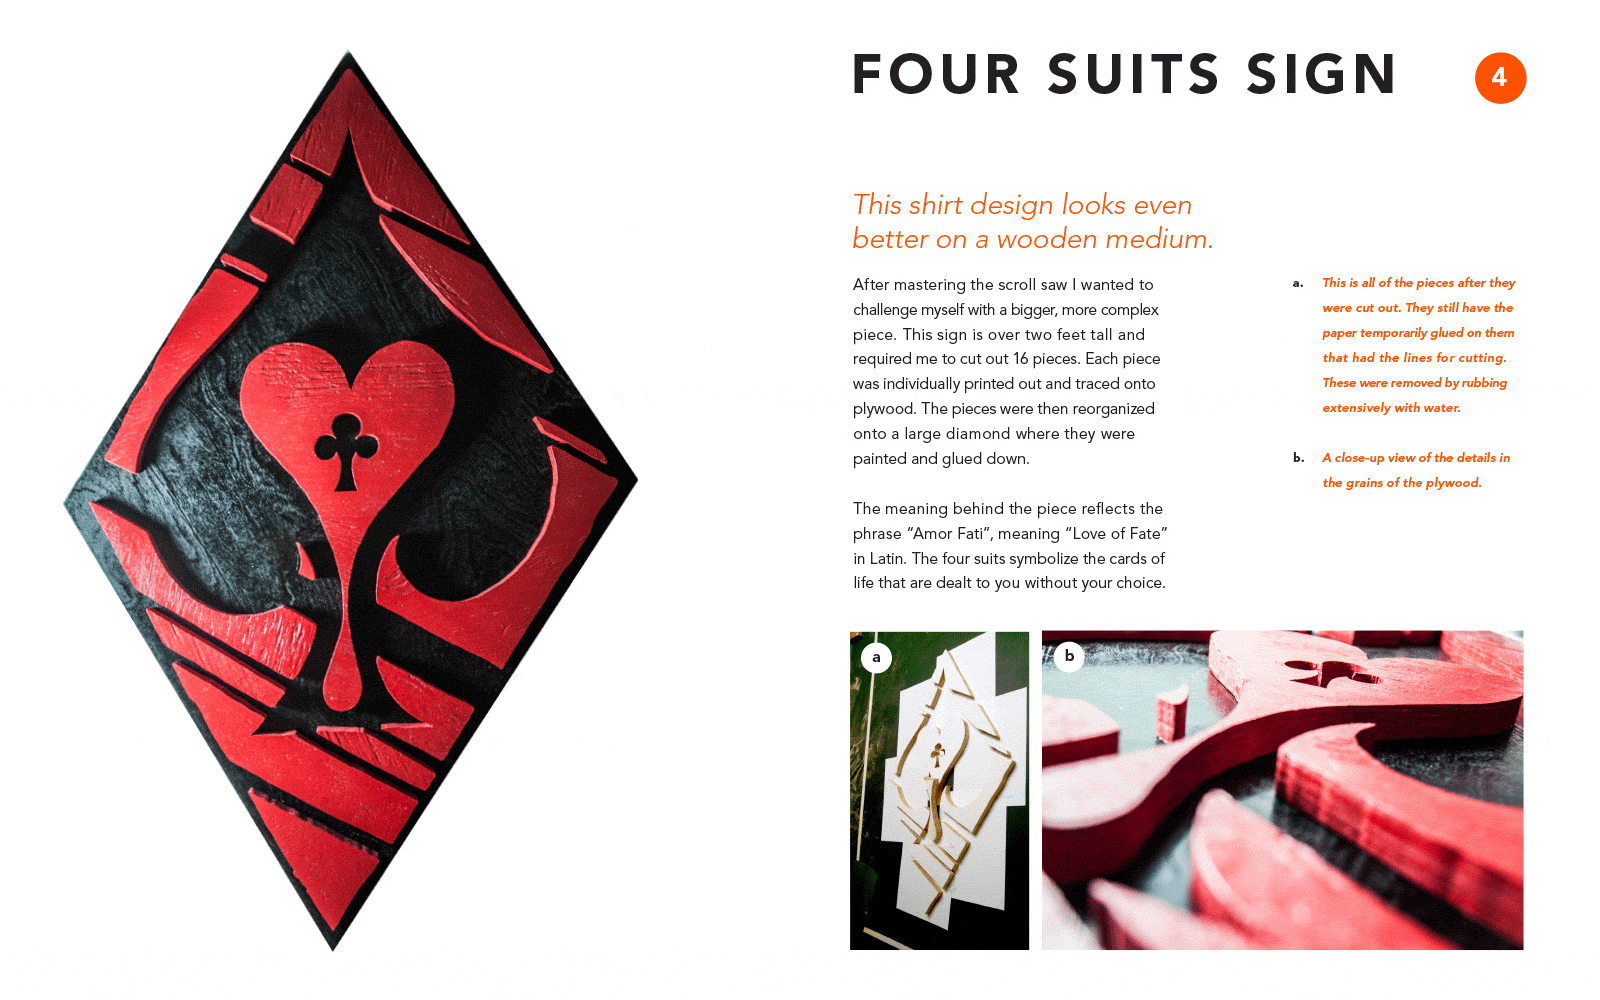 FOUR SUITS SIGN
4
This shirt design looks even
better on a wooden medium.
After mastering the scroll saw I wanted to
challenge myself with a bigger, more complex
piece. This sign is over two feet tall and
required me to cut out 16 pieces. Each piece
was individually printed out and traced onto
plywood. The pieces were then reorganized
onto a large diamond where they were
painted and glued down.
The meaning behind the piece reflects the
phrase “Amor Fati”, meaning “Love of Fate”
in Latin. The four suits symbolize the cards of
life that are dealt to you without your choice.
a. This is all of the pieces after they
were cut out. They still have the
paper temporarily glued on them
that had the lines for cutting.
These were removed by rubbing
extensively with water.
b. A close-up view of the details in
the grains of the plywood.
a
b